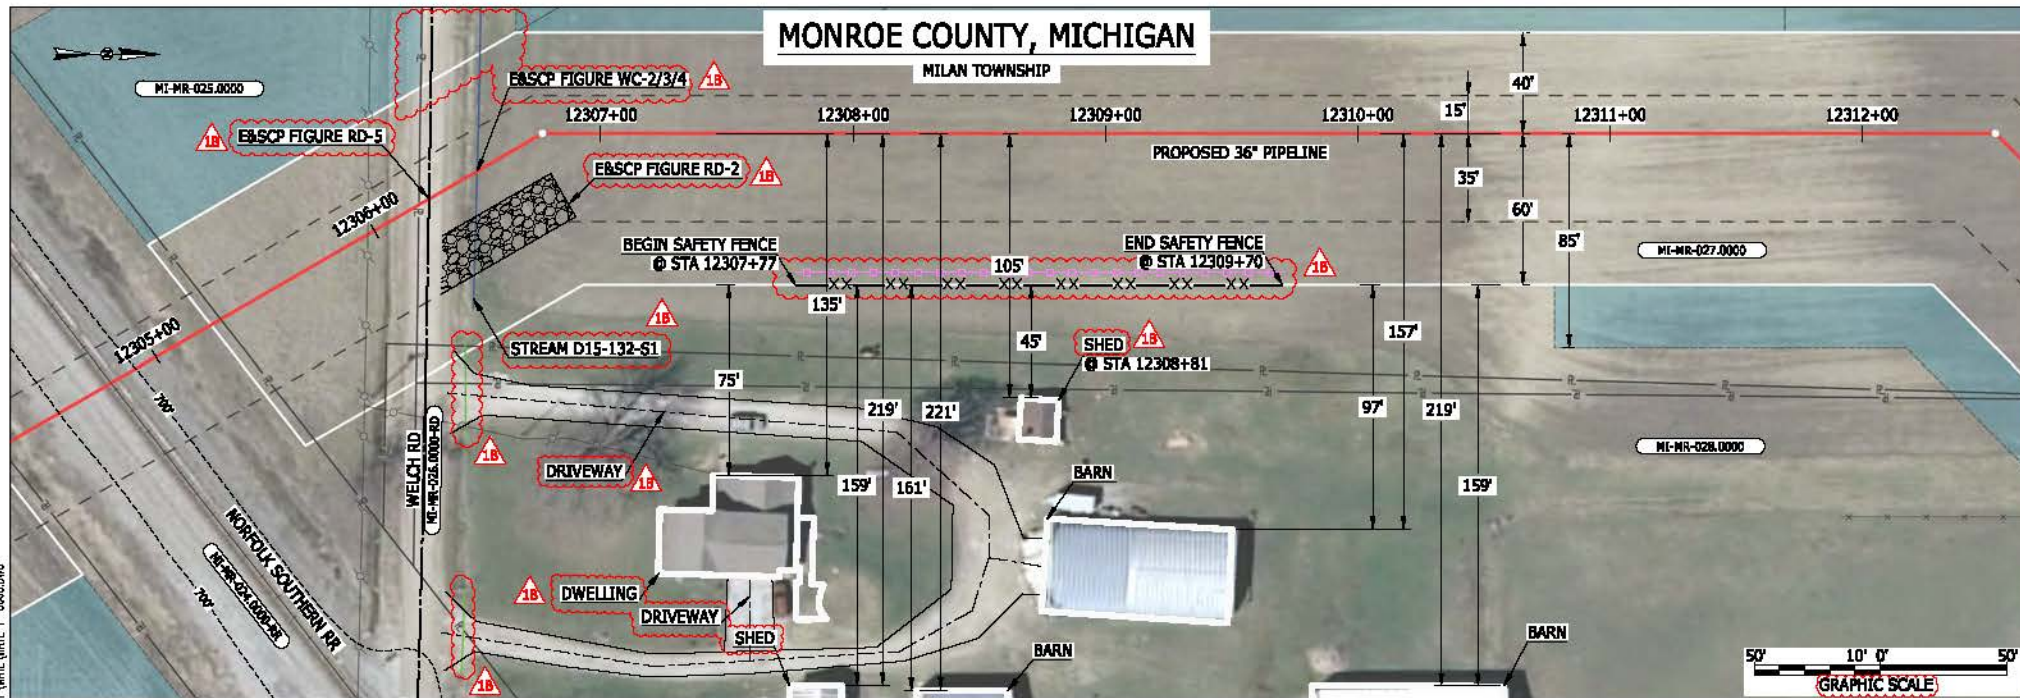 MONROE COUNTY, MICHIGAN
MILAN TOWNSHIP
MI-MR-025.0000
E&SCP FIGURE WC-2/3/4
1B
E&SCP FIGURE RD-5
1B
E&SCP FIGURE RD-2
1B
12305+00
12306+00
12307+00
12308+00
12309+00
12310+00
12311+00
12312+00
PROPOSED 36" PIPELINE
40'
15'
35'
60'
85'
BEGIN SAFETY FENCE
@ STA 12307+77
END SAFETY FENCE
@ STA 12309+70
1B
MI-MR-027.0000
105'
135'
157'
STREAM D15-132-S1
1B
SHED
@ STA 12308+81
1B
45'
75'
219'
221'
97'
219'
WELCH RD
MI-MR-026.0000-RD
1B
DRIVEWAY
1B
MI-MR-028.0000
BARN
159'
161'
159'
700'
700'
NORFOLK SOUTHERN RR
MI-MR-024.0000-RR
1B
DWELLING
DRIVEWAY
SHED
BARN
BARN
1B
50' 10' 0' 50'
GRAPHIC SCALE